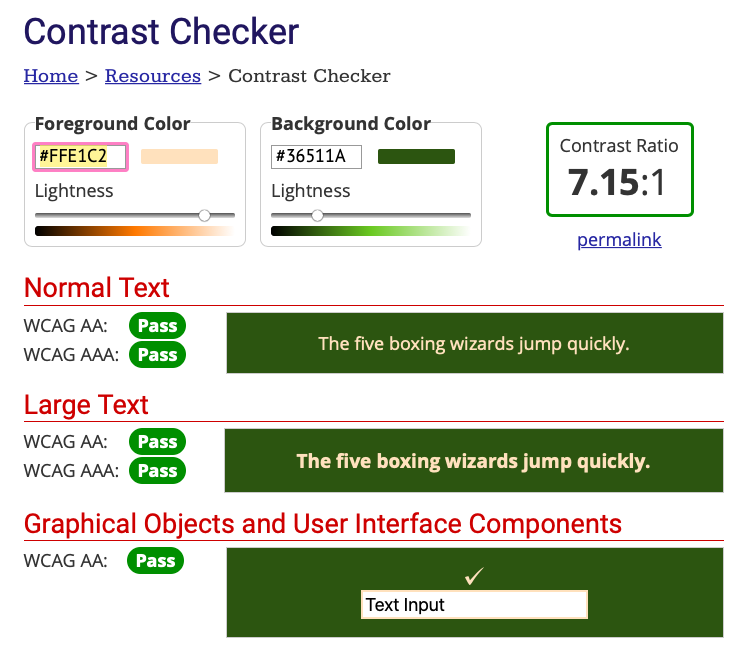 Contrast Checker
Home > Resources > Contrast Checker
Foreground Color
#FFE1C2
Lightness
Background Color
#36511A
Lightness
Contrast Ratio
7.15:1
permalink
Normal Text
WCAG AA: Pass
WCAG AAA: Pass
The five boxing wizards jump quickly.
Large Text
WCAG AA: Pass
WCAG AAA: Pass
The five boxing wizards jump quickly.
Graphical Objects and User Interface Components
WCAG AA: Pass
✓
Text Input